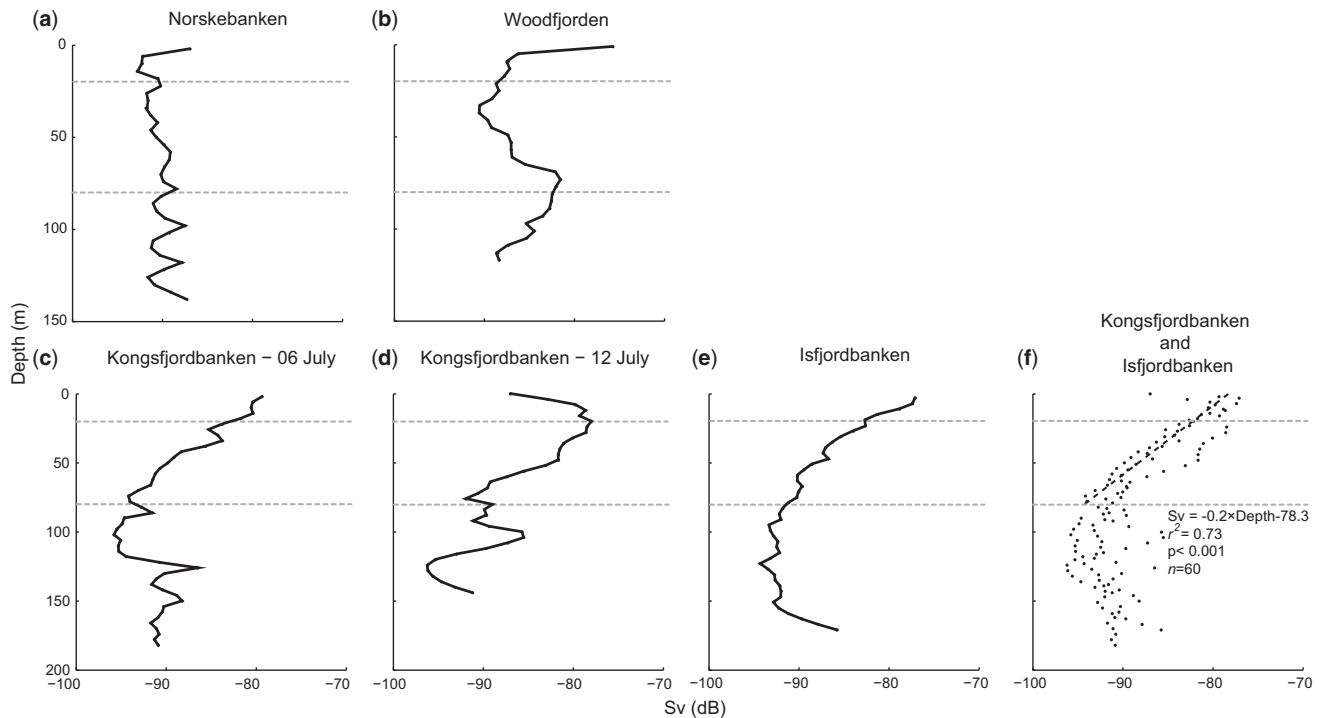 (a) Norskebanken
(b) Woodfjorden
0
50
100
150
Depth (m)
(c) Kongsfjordbanken − 06 July
(d) Kongsfjordbanken − 12 July
(e) Isfjordbanken
(f) Kongsfjordbanken
and
Isfjordbanken
0
50
100
150
200
Sv = -0.2×Depth-78.3
r² = 0.73
p< 0.001
n=60
−100 −90 −80 −70
−100 −90 −80 −70
−100 −90 −80 −70
−100 −90 −80 −70
Sv (dB)